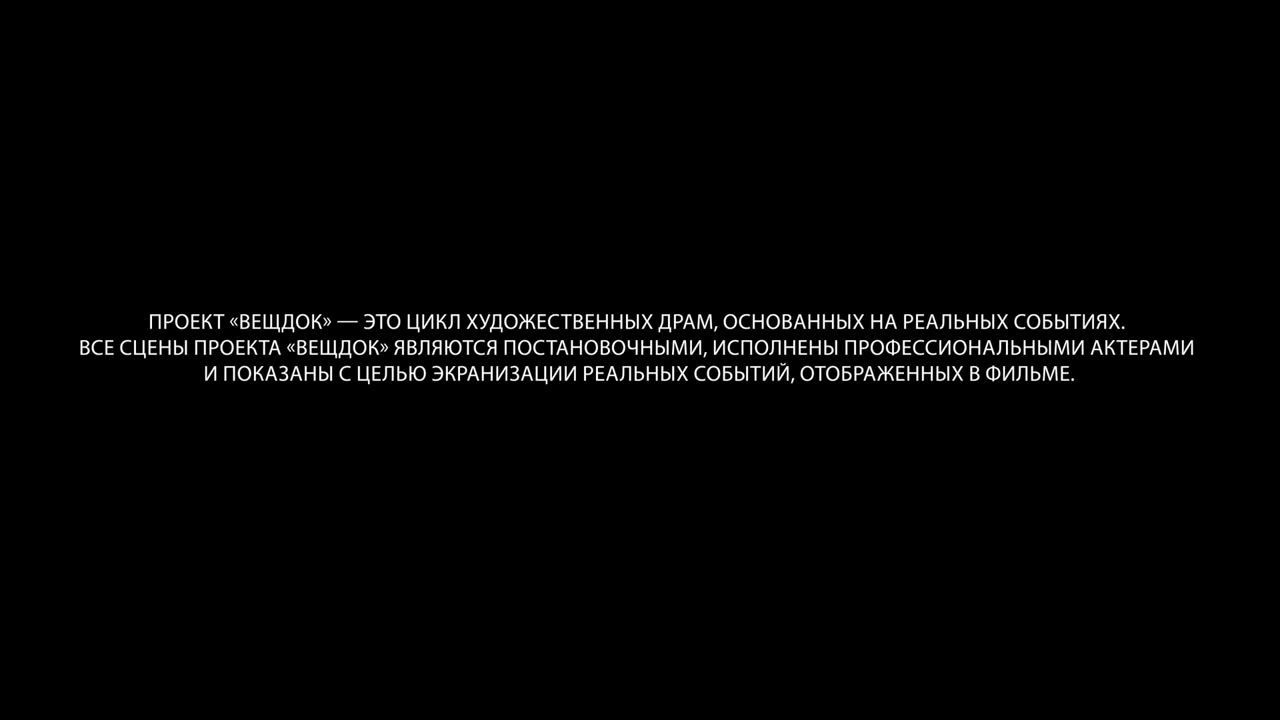 ПРОЕКТ «ВЕЩДОК» — ЭТО ЦИКЛ ХУДОЖЕСТВЕННЫХ ДРАМ, ОСНОВАННЫХ НА РЕАЛЬНЫХ СОБЫТИЯХ.
ВСЕ СЦЕНЫ ПРОЕКТА «ВЕЩДОК» ЯВЛЯЮТСЯ ПОСТАНОВОЧНЫМИ, ИСПОЛНЕНЫ ПРОФЕССИОНАЛЬНЫМИ АКТЕРАМИ
И ПОКАЗАНЫ С ЦЕЛЬЮ ЭКРАНИЗАЦИИ РЕАЛЬНЫХ СОБЫТИЙ, ОТОБРАЖЕННЫХ В ФИЛЬМЕ.